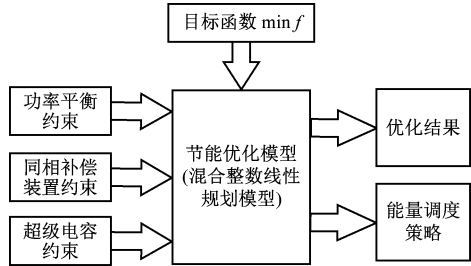 目标函数 min f
功率平衡
约束
同相补偿
装置约束
超级电容
约束
节能优化模型
(混合整数线性
规划模型)
优化结果
能量调度
策略